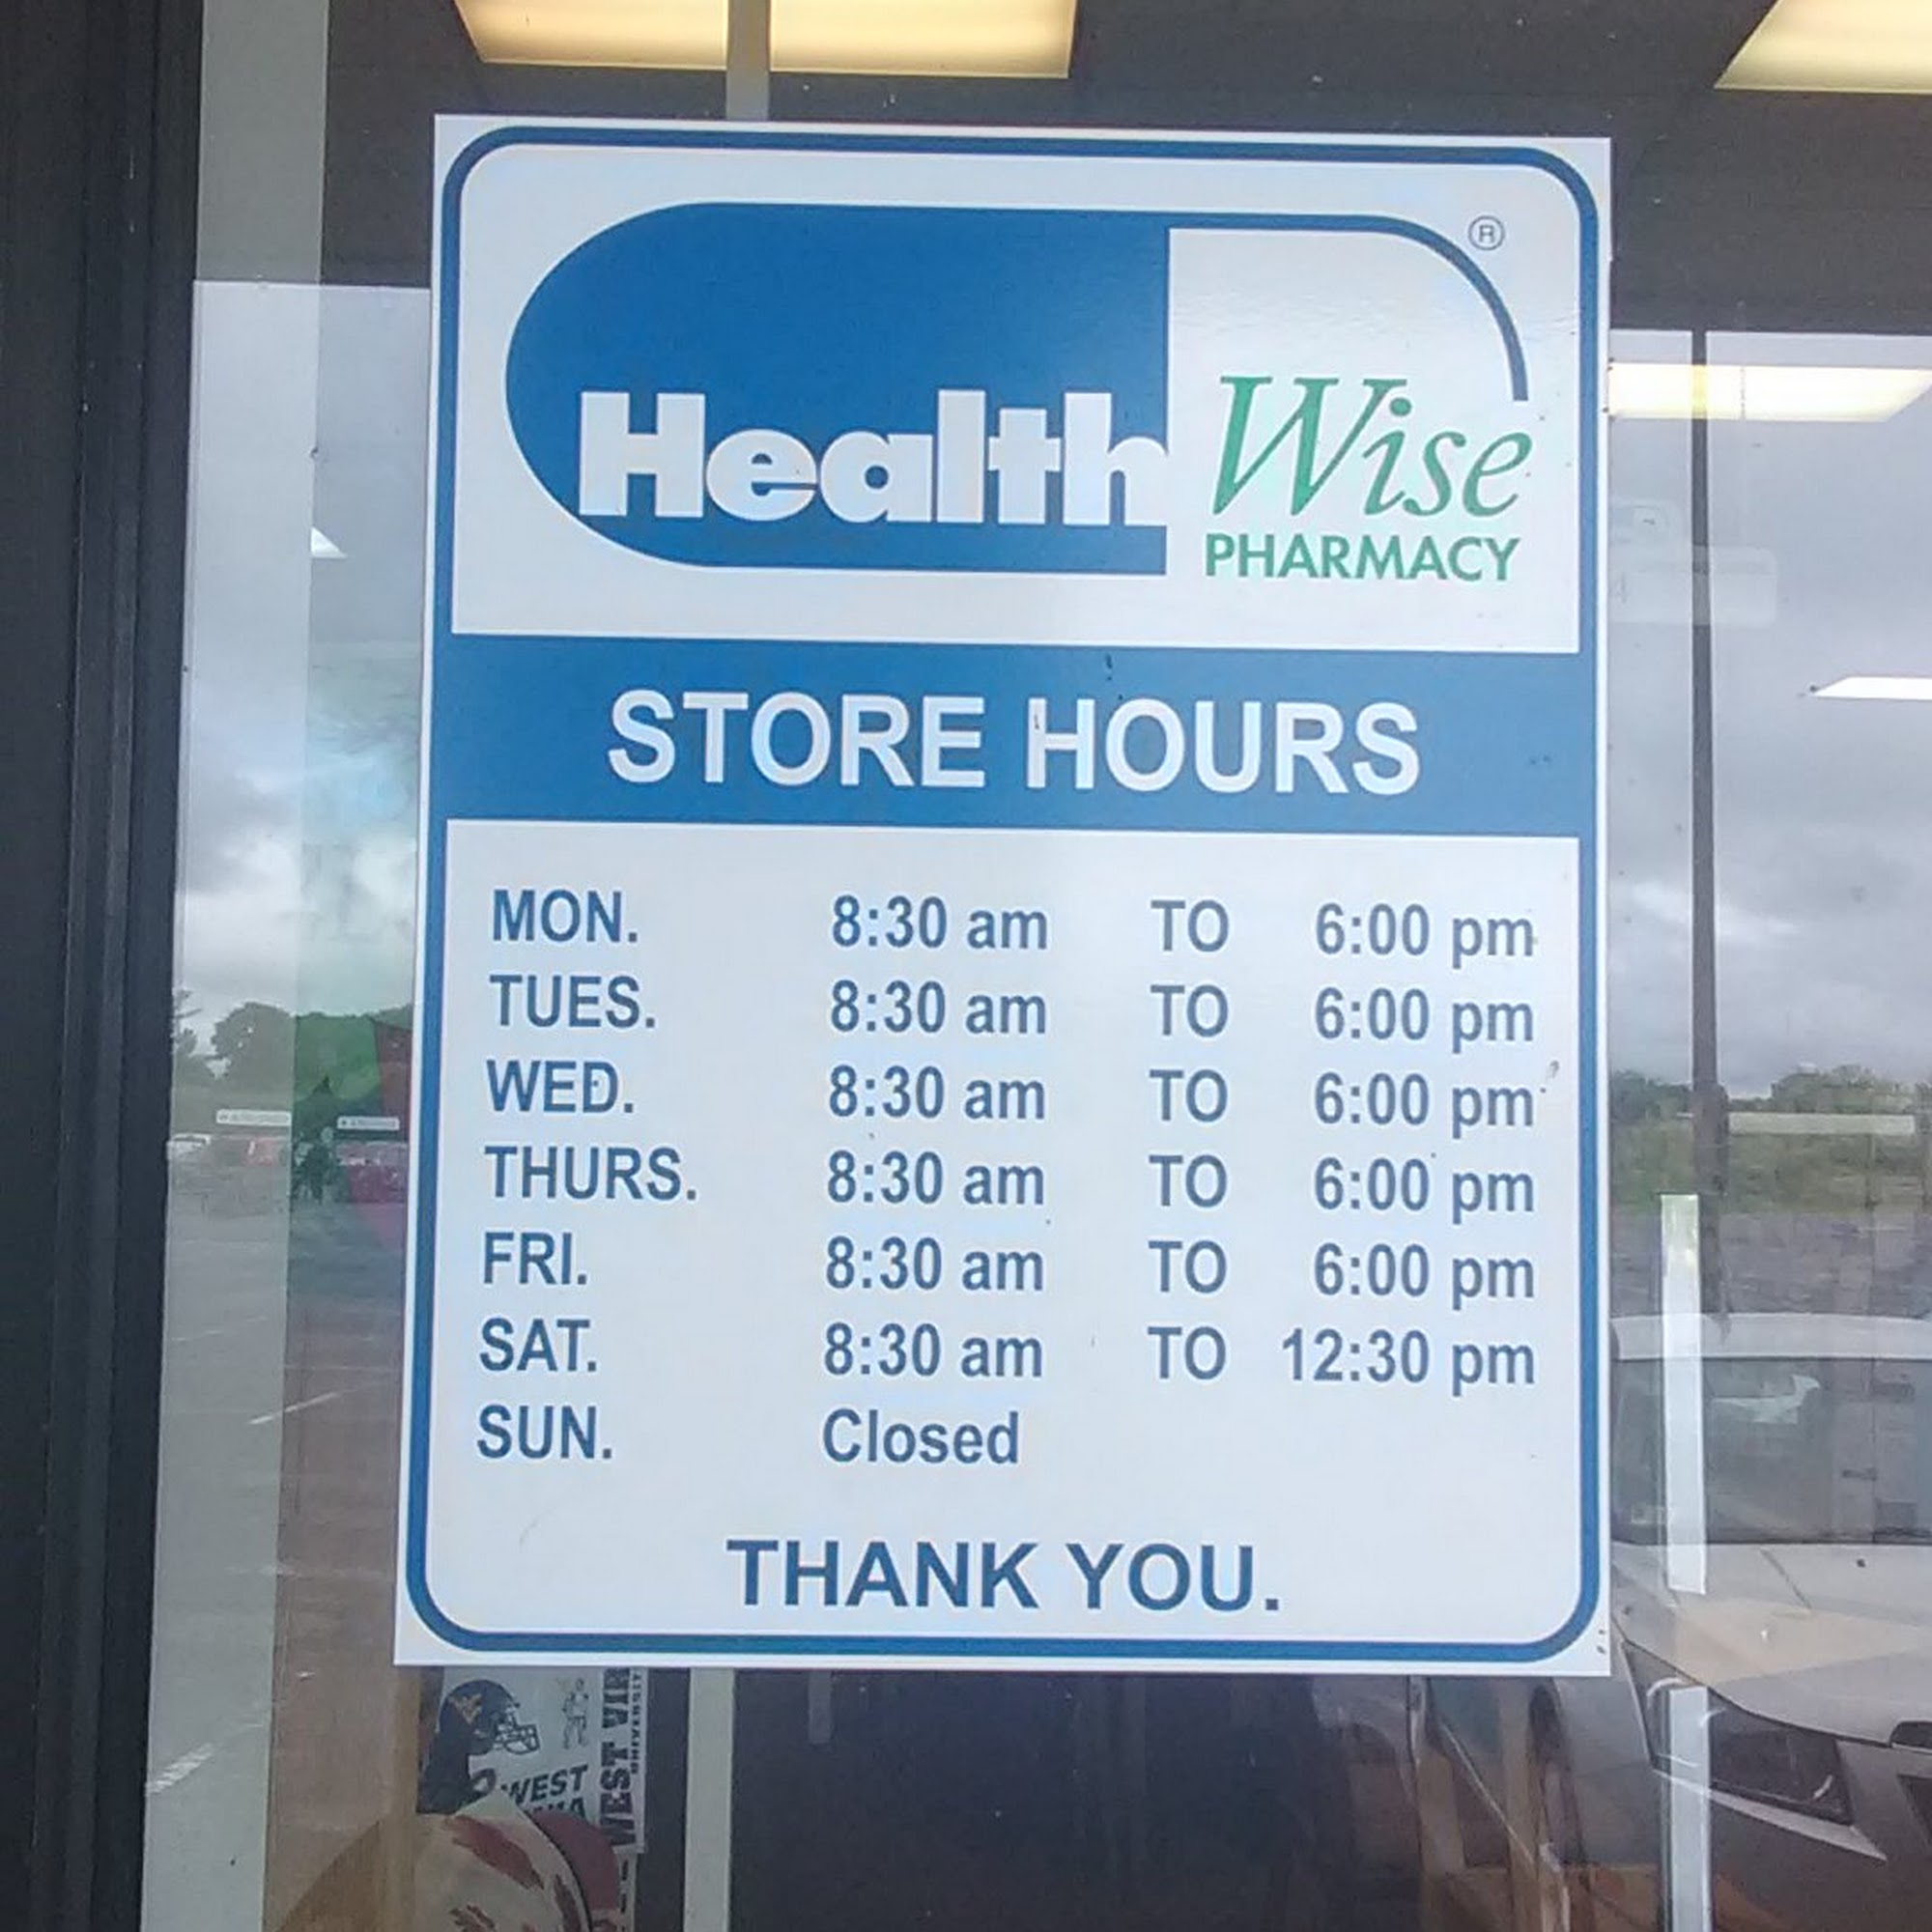 ®
Health Wise
PHARMACY
STORE HOURS
MON. 8:30 am TO 6:00 pm
TUES. 8:30 am TO 6:00 pm
WED. 8:30 am TO 6:00 pm
THURS. 8:30 am TO 6:00 pm
FRI. 8:30 am TO 6:00 pm
SAT. 8:30 am TO 12:30 pm
SUN. Closed
THANK YOU.
WEST
WEST VIR